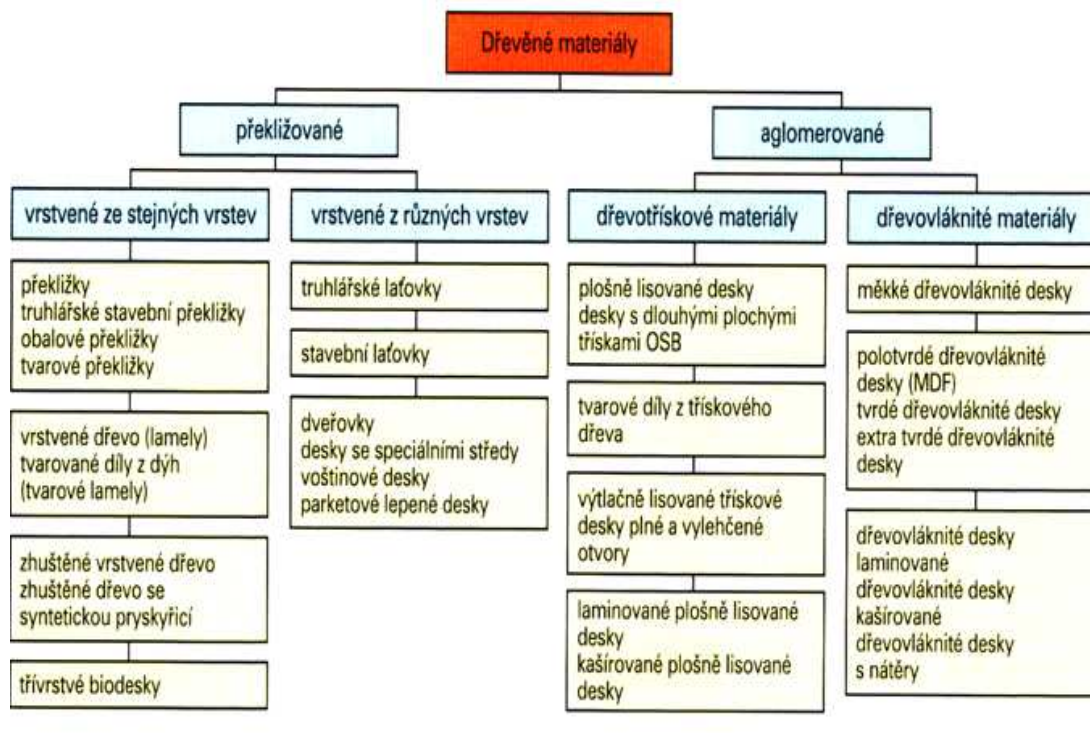 Dřevěné materiály
překližované
aglomerované
vrstvené ze stejných vrstev
vrstvené z různých vrstev
dřevotřískové materiály
dřevovláknité materiály
překližky
truhlářské stavební překližky
obalové překližky
tvarové překližky
vrstvené dřevo (lamely)
tvarované díly z dýh
(tvarové lamely)
zhuštěné vrstvené dřevo
zhuštěné dřevo se
syntetickou pryskyřicí
třívrstvé biodesky
truhlářské laťovky
stavební laťovky
dveřovky
desky se speciálními středy
voštinové desky
parketové lepené desky
plošně lisované desky
desky s dlouhými plochými
třískami OSB
tvarové díly z třískového
dřeva
výtlačně lisované třískové
desky plné a vylehčené
otvory
laminované plošně lisované
desky
kašírované plošně lisované
desky
měkké dřevovláknité desky
polotvrdé dřevovláknité
desky (MDF)
tvrdé dřevovláknité desky
extra tvrdé dřevovláknité
desky
dřevovláknité desky
laminované
dřevovláknité desky
kašírované
dřevovláknité desky
s nátěry